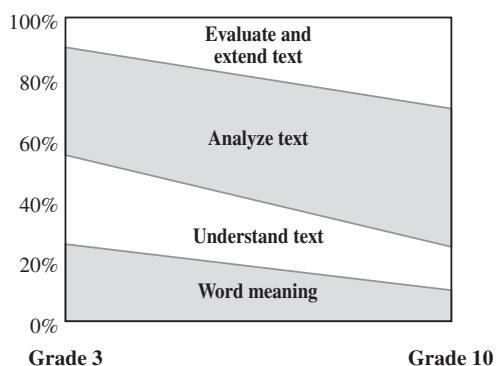 100%
80%
60%
40%
20%
0%
Evaluate and
extend text
Analyze text
Understand text
Word meaning
Grade 3
Grade 10